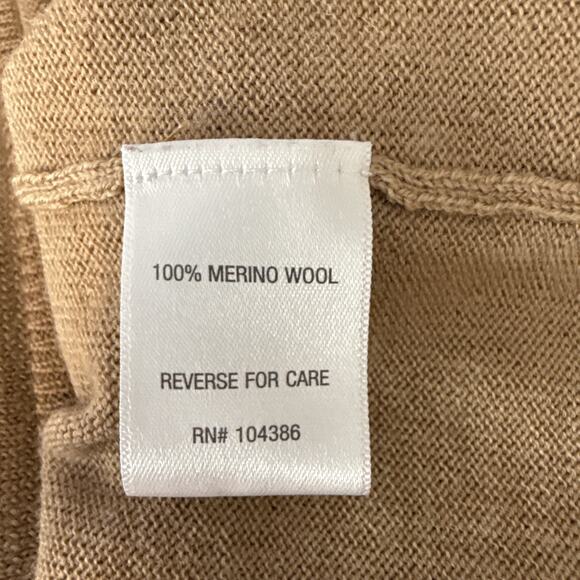 100% MERINO WOOL
REVERSE FOR CARE
RN# 104386